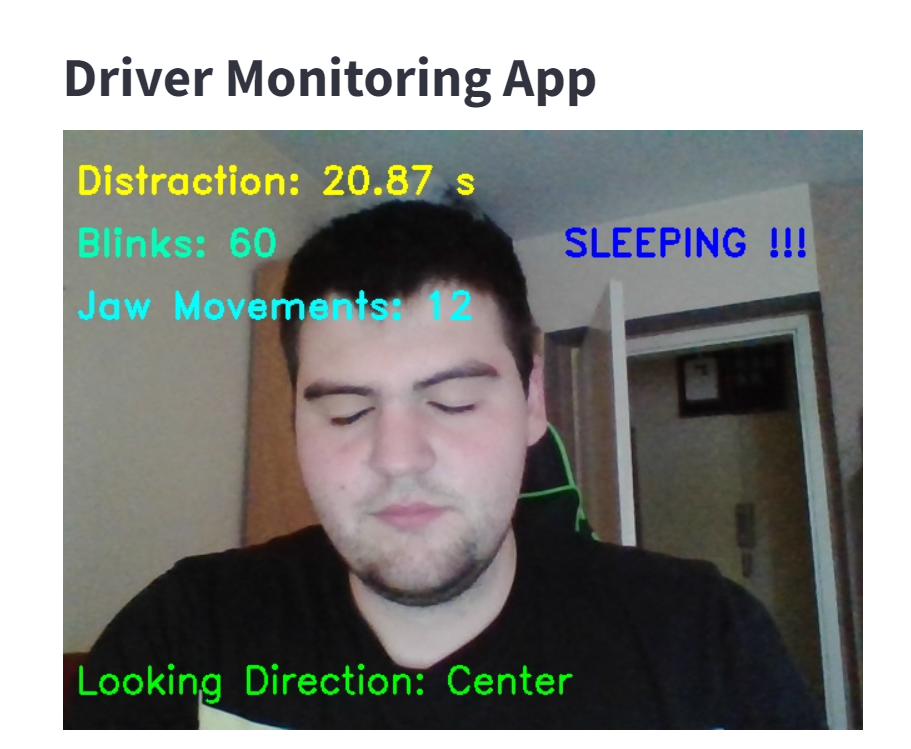 Driver Monitoring App
Distraction: 20.87 s
Blinks: 60
SLEEPING !!!
Jaw Movements: 12
Looking Direction: Center